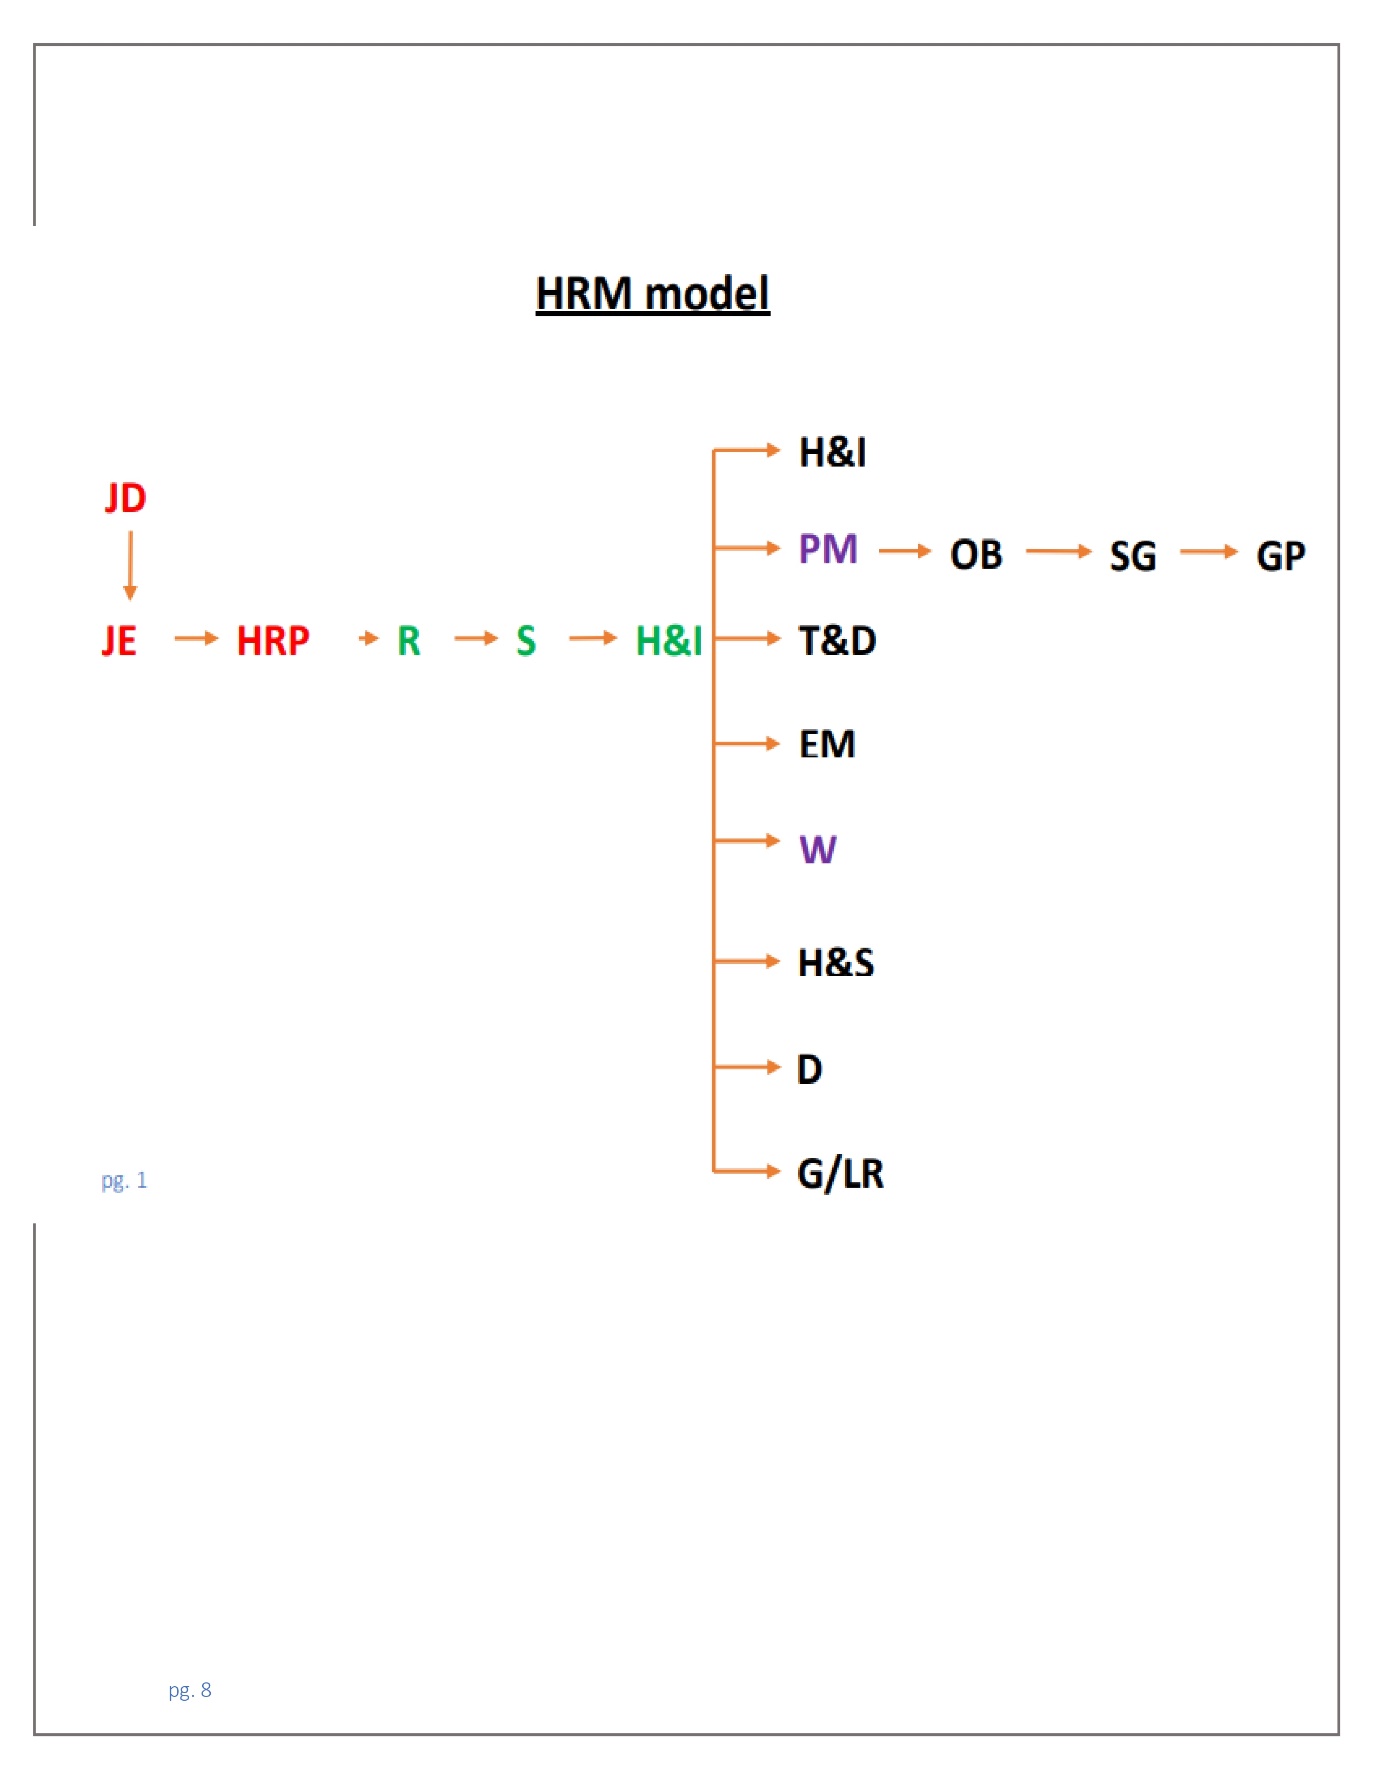 HRM model
H&I
JD
PM OB SG GP
JE HRP R S H&I T&D
EM
W
H&S
D
G/LR
pg. 1
pg. 8